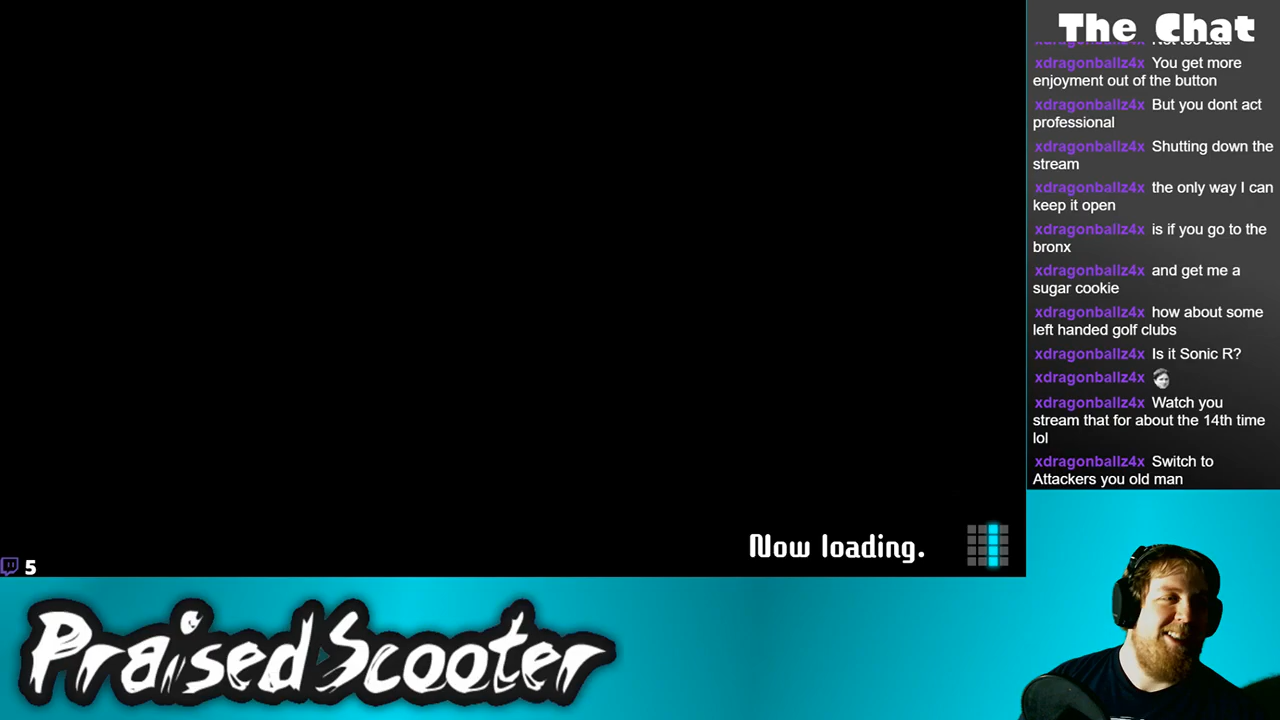 The Chat
xdragonballz4x Not too bad
xdragonballz4x You get more
enjoyment out of the button
xdragonballz4x But you dont act
professional
xdragonballz4x Shutting down the
stream
xdragonballz4x the only way I can
keep it open
xdragonballz4x is if you go to the
bronx
xdragonballz4x and get me a
sugar cookie
xdragonballz4x how about some
left handed golf clubs
xdragonballz4x Is it Sonic R?
xdragonballz4x
xdragonballz4x Watch you
stream that for about the 14th time
lol
xdragonballz4x Switch to
Attackers you old man
Now loading.
5
PraisedScooter